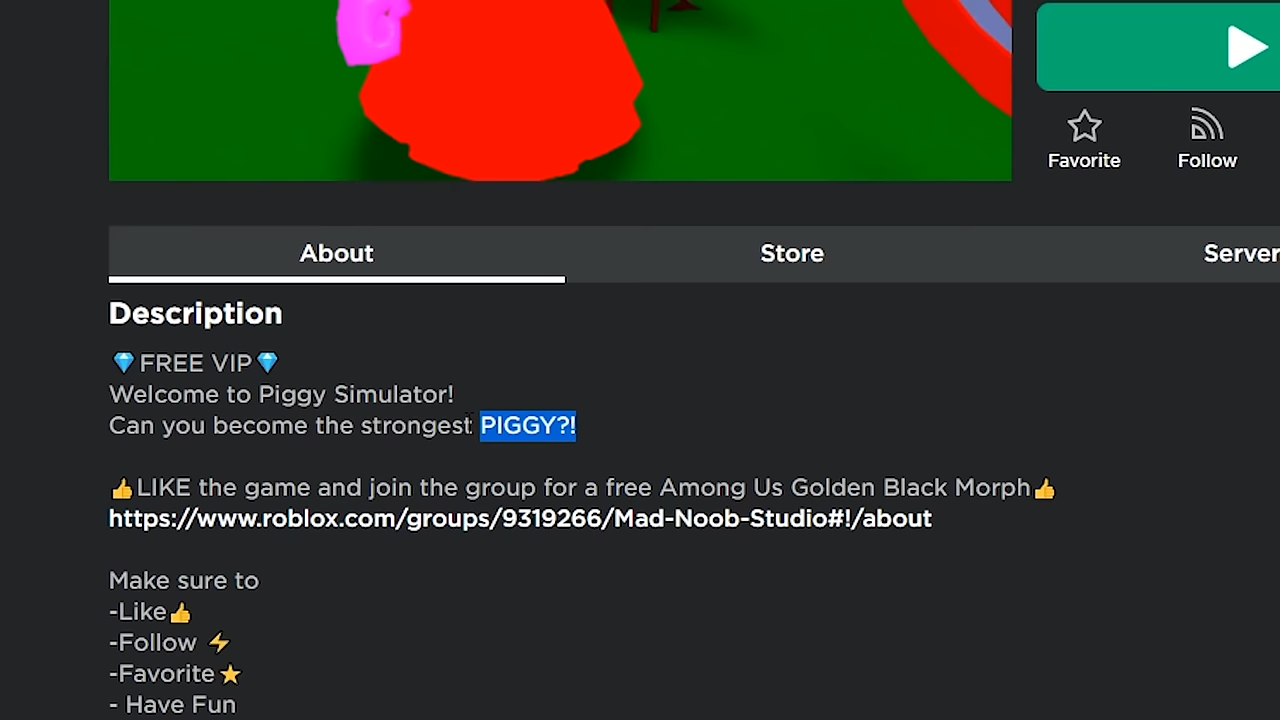 Favorite
Follow
About
Store
Server
Description
💎FREE VIP💎
Welcome to Piggy Simulator!
Can you become the strongest PIGGY?!
👍LIKE the game and join the group for a free Among Us Golden Black Morph👍
https://www.roblox.com/groups/9319266/Mad-Noob-Studio#!/about
Make sure to
-Like👍
-Follow ⚡
-Favorite⭐
- Have Fun